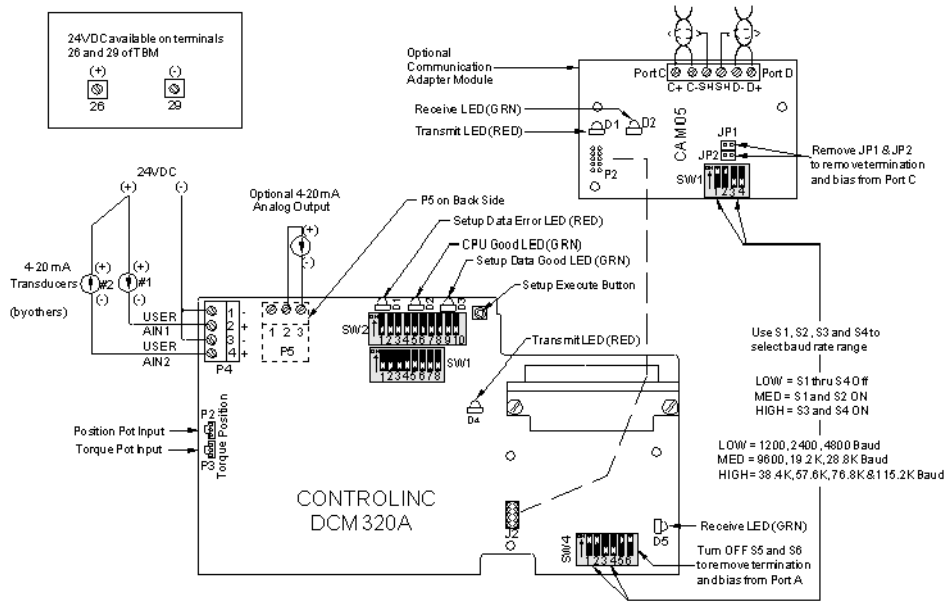 24VDC available on terminals
26 and 29 of TBM
(+) (-)
26 29
Optional
Communication
Adapter Module
Port C
C+ C- SH SH D- D+
Port D
Receive LED (GRN)
Transmit LED (RED)
D1 D2
CAM105
P2
JP1
JP2
SW1
1 2 3 4
Remove JP1 & JP2
to remove termination
and bias from Port C
24VDC
(+) (-)
Optional 4-20mA
Analog Output
(+)
(-)
P5 on Back Side
Setup Data Error LED (RED)
CPU Good LED (GRN)
Setup Data Good LED (GRN)
Setup Execute Button
4-20 mA
Transducers
(by others)
(+) (+)
#2 #1
(-) (-)
USER
AIN1
USER
AIN2
1 -
2 +
3 -
4 +
P4
1 2 3
P5
D1 D2 D3
SW2
1 2 3 4 5 6 7 8 9 10
SW1
1 2 3 4 5 6 7 8
Transmit LED (RED)
D4
Use S1, S2, S3 and S4 to
select baud rate range
LOW = S1 thru S4 Off
MED = S1 and S2 ON
HIGH = S3 and S4 ON
LOW = 1200, 2400, 4800 Baud
MED = 9600, 19.2K, 28.8K Baud
HIGH = 38.4K, 57.6K, 76.8K & 115.2K Baud
Position Pot Input
Torque Pot Input
P2
P3
Torque Position
CONTROLINC
DCM 320A
J2
SW4
1 2 3 4 5 6
D5
Receive LED (GRN)
Turn OFF S5 and S6
to remove termination
and bias from Port A